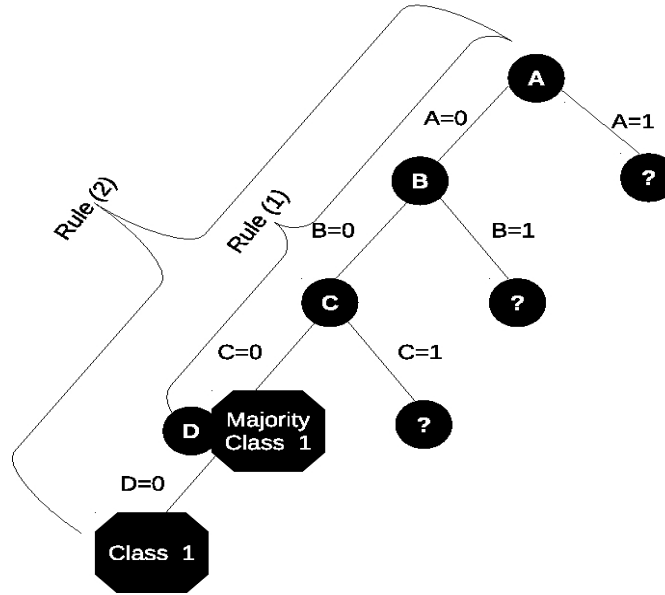 A
A=0
A=1
B
?
Rule (2)
Rule (1)
B=0
B=1
C
?
C=0
C=1
D
Majority
Class 1
?
D=0
Class 1